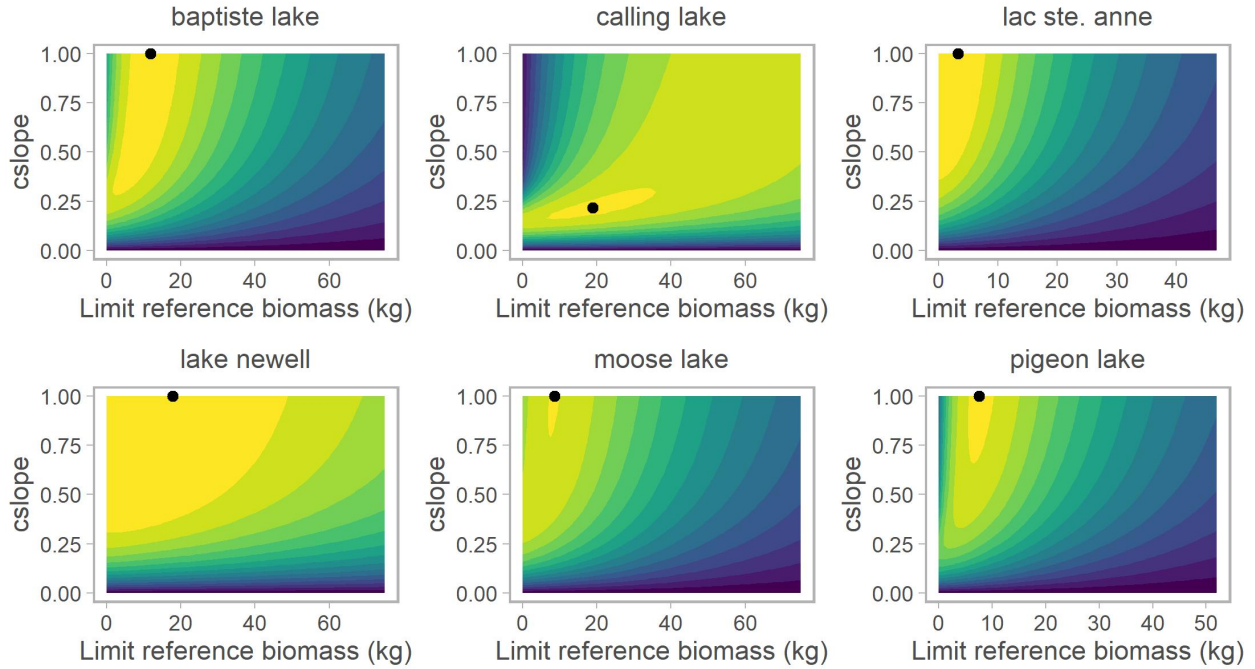 baptiste lake
calling lake
lac ste. anne
1.00
0.75
0.50
0.25
0.00
cslope
0 20 40 60
Limit reference biomass (kg)
1.00
0.75
0.50
0.25
0.00
cslope
0 20 40 60
Limit reference biomass (kg)
1.00
0.75
0.50
0.25
0.00
cslope
0 10 20 30 40
Limit reference biomass (kg)
lake newell
moose lake
pigeon lake
1.00
0.75
0.50
0.25
0.00
cslope
0 20 40 60
Limit reference biomass (kg)
1.00
0.75
0.50
0.25
0.00
cslope
0 20 40 60
Limit reference biomass (kg)
1.00
0.75
0.50
0.25
0.00
cslope
0 10 20 30 40 50
Limit reference biomass (kg)